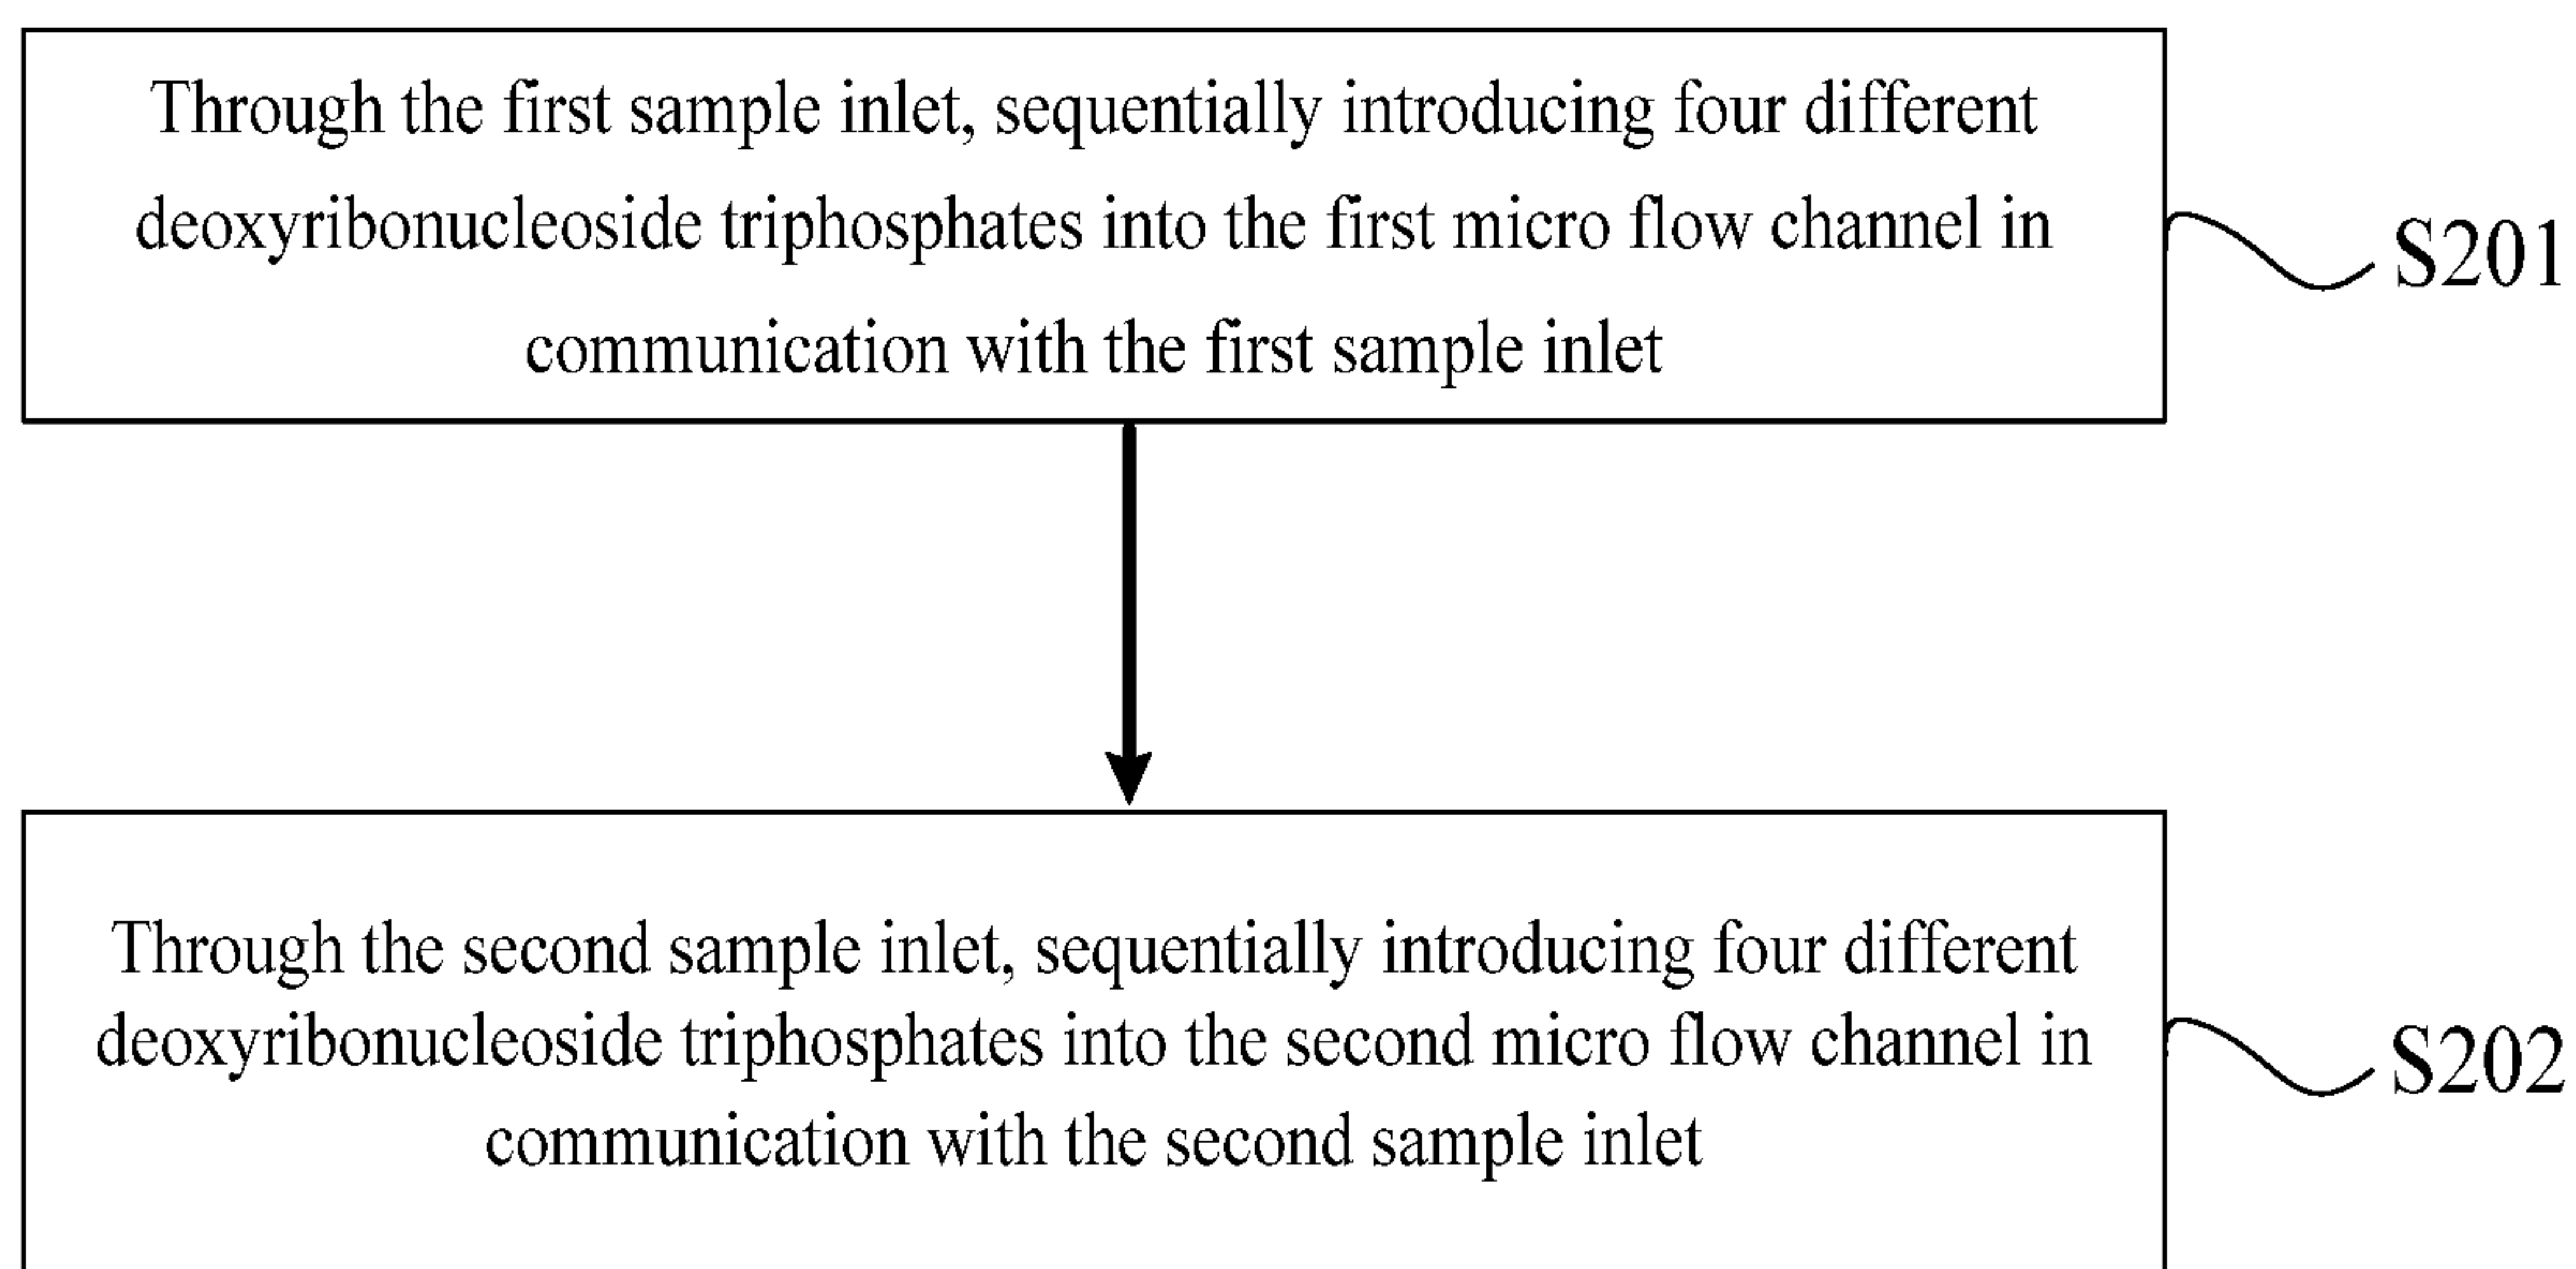 Through the first sample inlet, sequentially introducing four different
deoxyribonucleoside triphosphates into the first micro flow channel in
communication with the first sample inlet
S201
Through the second sample inlet, sequentially introducing four different
deoxyribonucleoside triphosphates into the second micro flow channel in
communication with the second sample inlet
S202